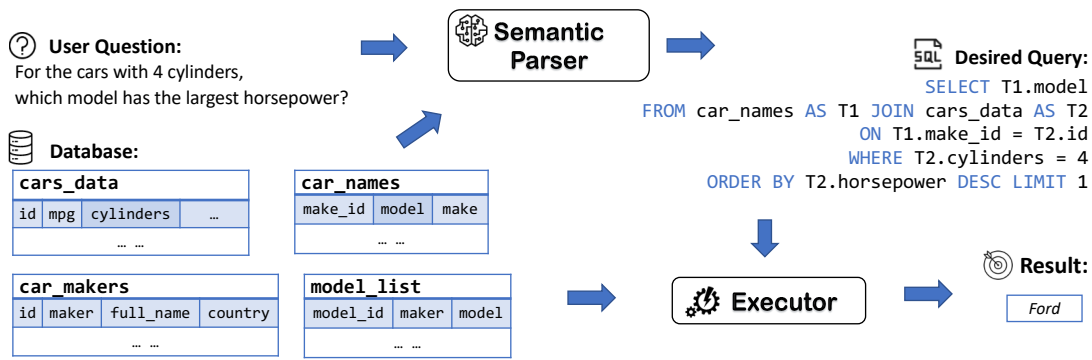 User Question:
For the cars with 4 cylinders,
which model has the largest horsepower?
Semantic
Parser
SQL
Desired Query:
SELECT T1.model
FROM car_names AS T1 JOIN cars_data AS T2
ON T1.make_id = T2.id
WHERE T2.cylinders = 4
ORDER BY T2.horsepower DESC LIMIT 1
Database:
cars_data
id mpg cylinders …
… …
car_names
make_id model make
… …
car_makers
id maker full_name country
… …
model_list
model_id maker model
… …
Executor
Result:
Ford